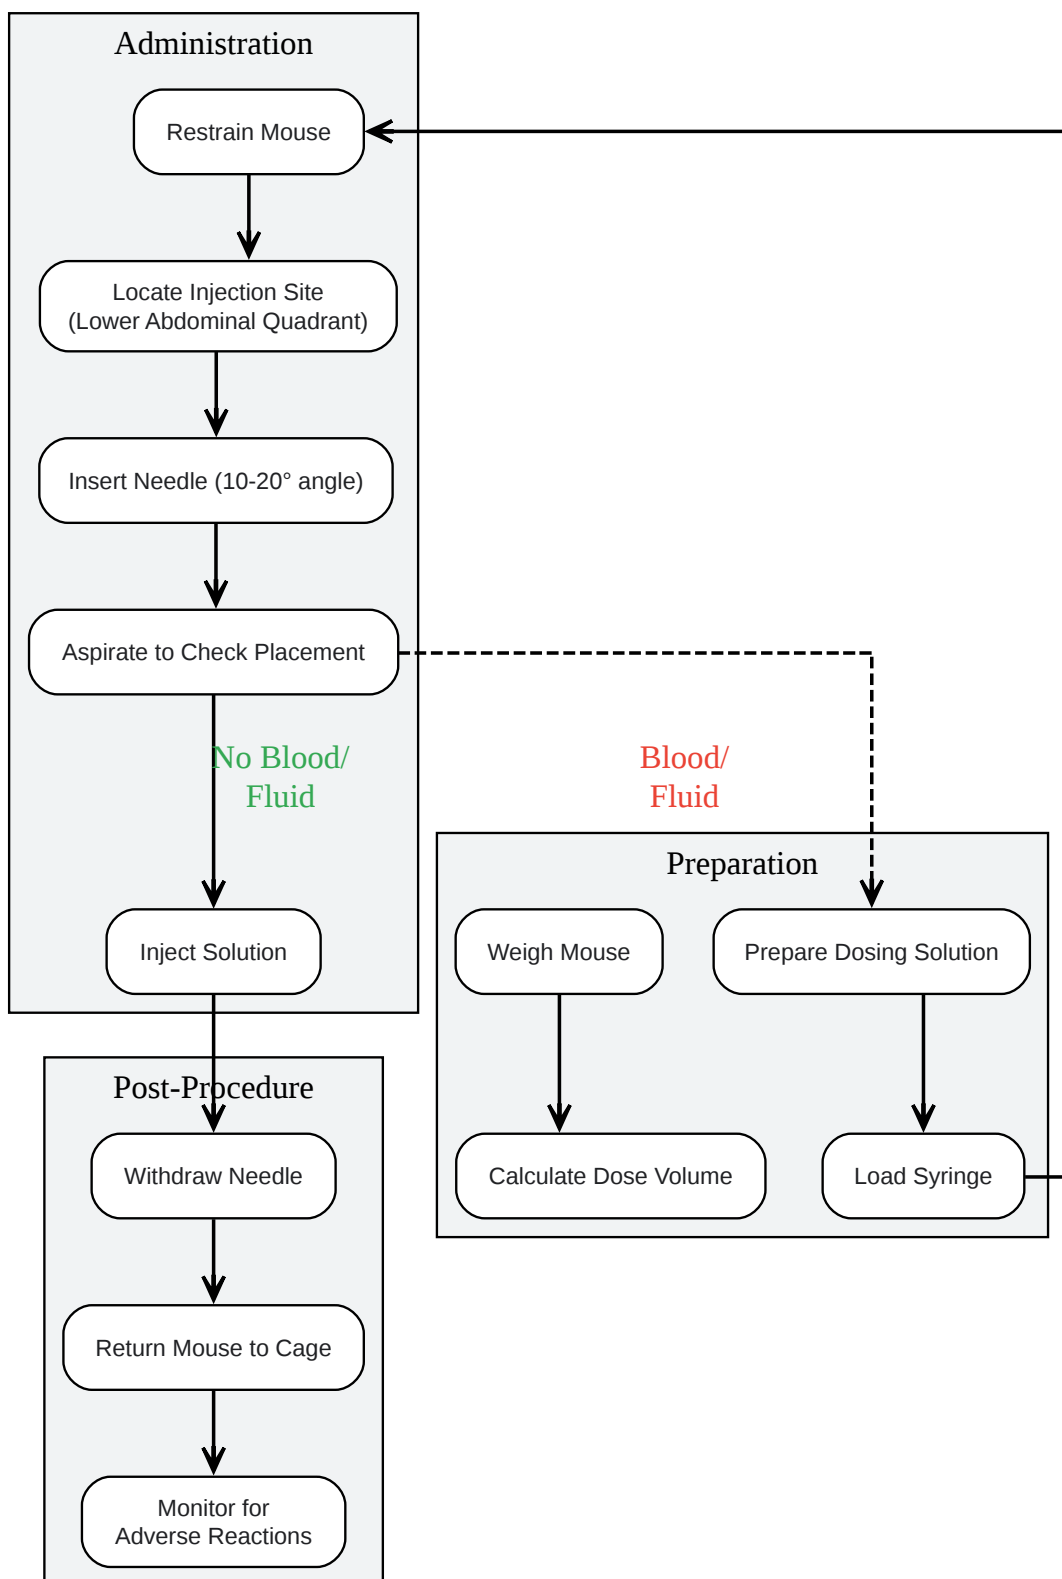 Administration
Restrain Mouse
Locate Injection Site
(Lower Abdominal Quadrant)
Insert Needle (10-20° angle)
Aspirate to Check Placement
No Blood/
Fluid
Blood/
Fluid
Inject Solution
Preparation
Weigh Mouse
Prepare Dosing Solution
Calculate Dose Volume
Load Syringe
Post-Procedure
Withdraw Needle
Return Mouse to Cage
Monitor for
Adverse Reactions